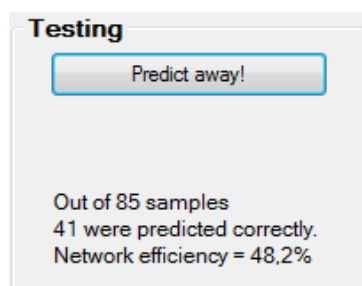 Testing
Predict away!
Out of 85 samples
41 were predicted correctly.
Network efficiency = 48,2%